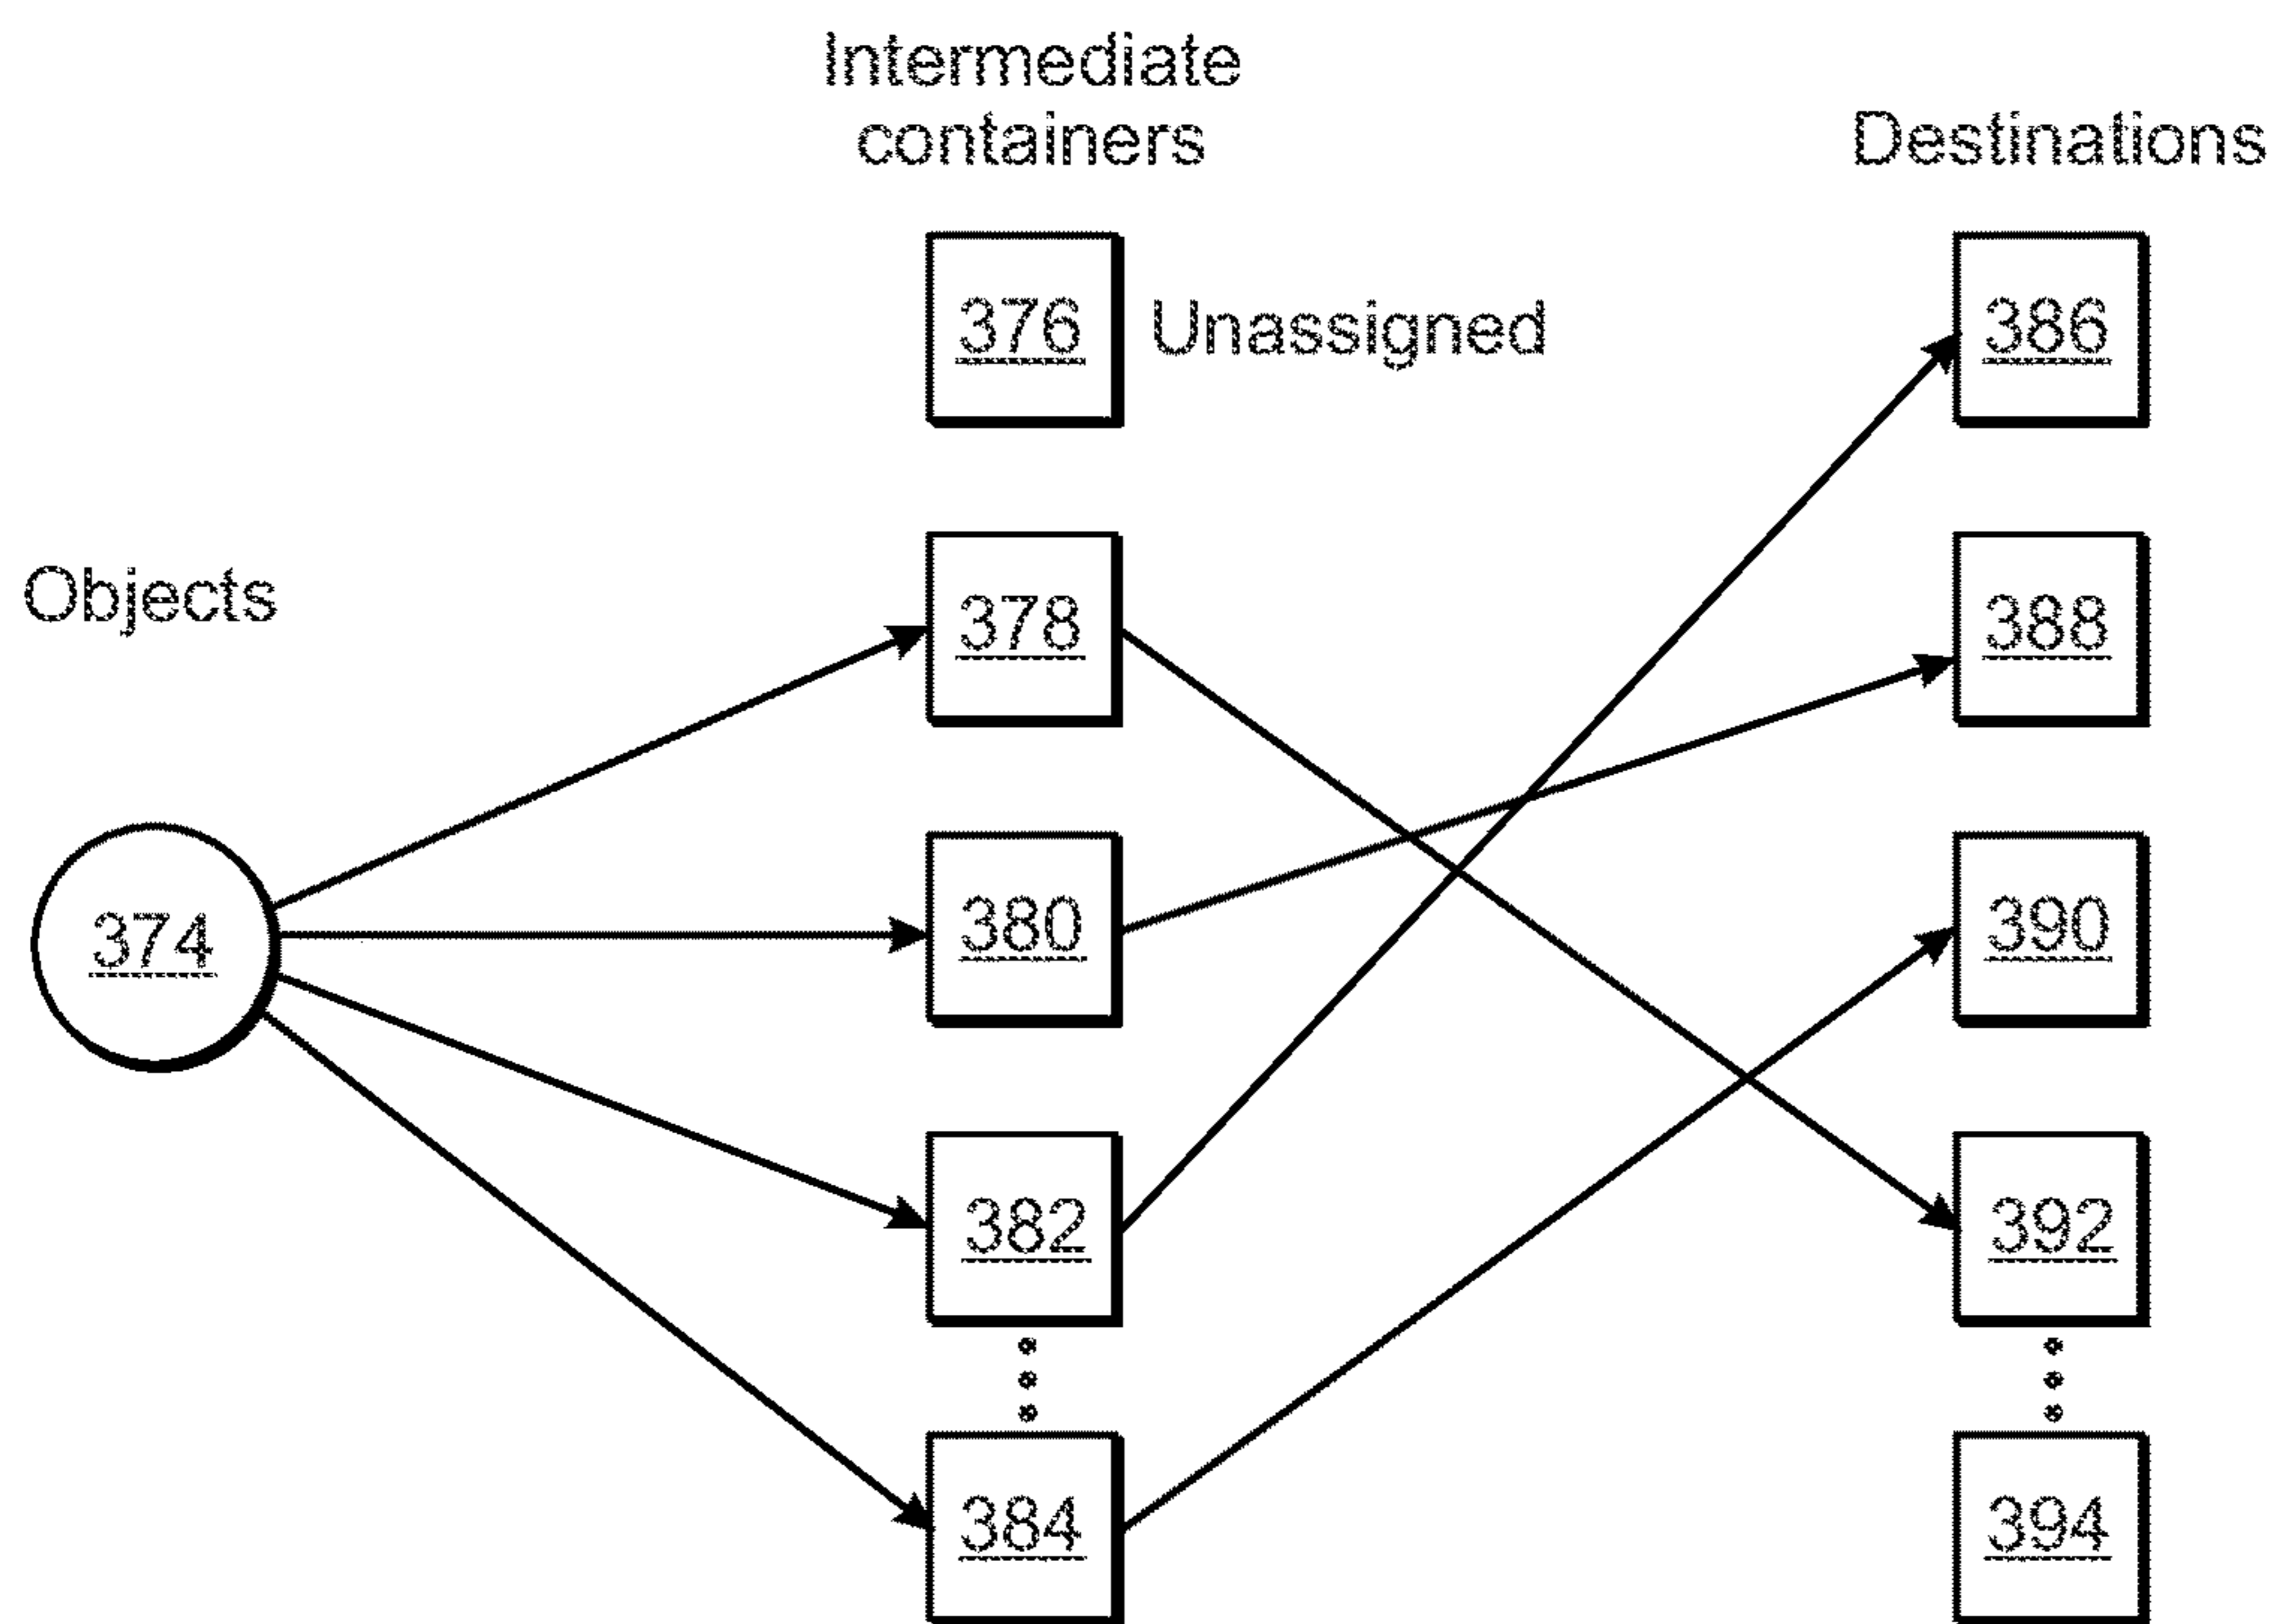 Intermediate
containers
Destinations
376 Unassigned
386
Objects
378
388
374
380
390
382
392
384
394